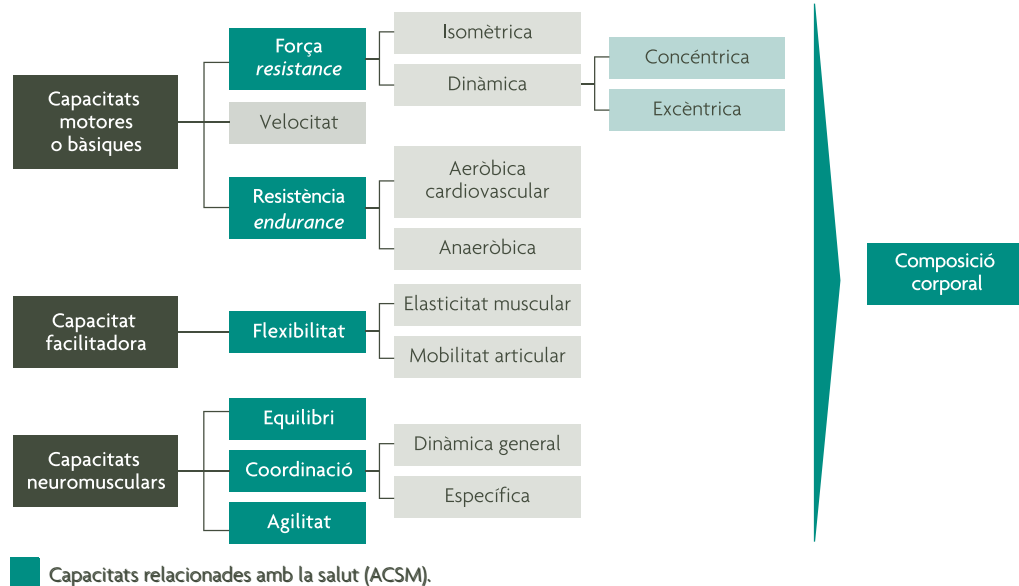 Capacitats
motores
o bàsiques
Força
resistance
Isomètrica
Dinàmica
Concéntrica
Excèntrica
Velocitat
Resistència
endurance
Aeròbica
cardiovascular
Anaeròbica
Capacitat
facilitadora
Flexibilitat
Elasticitat muscular
Mobilitat articular
Capacitats
neuromusculars
Equilibri
Coordinació
Dinàmica general
Específica
Agilitat
Composició
corporal
Capacitats relacionades amb la salut (ACSM).